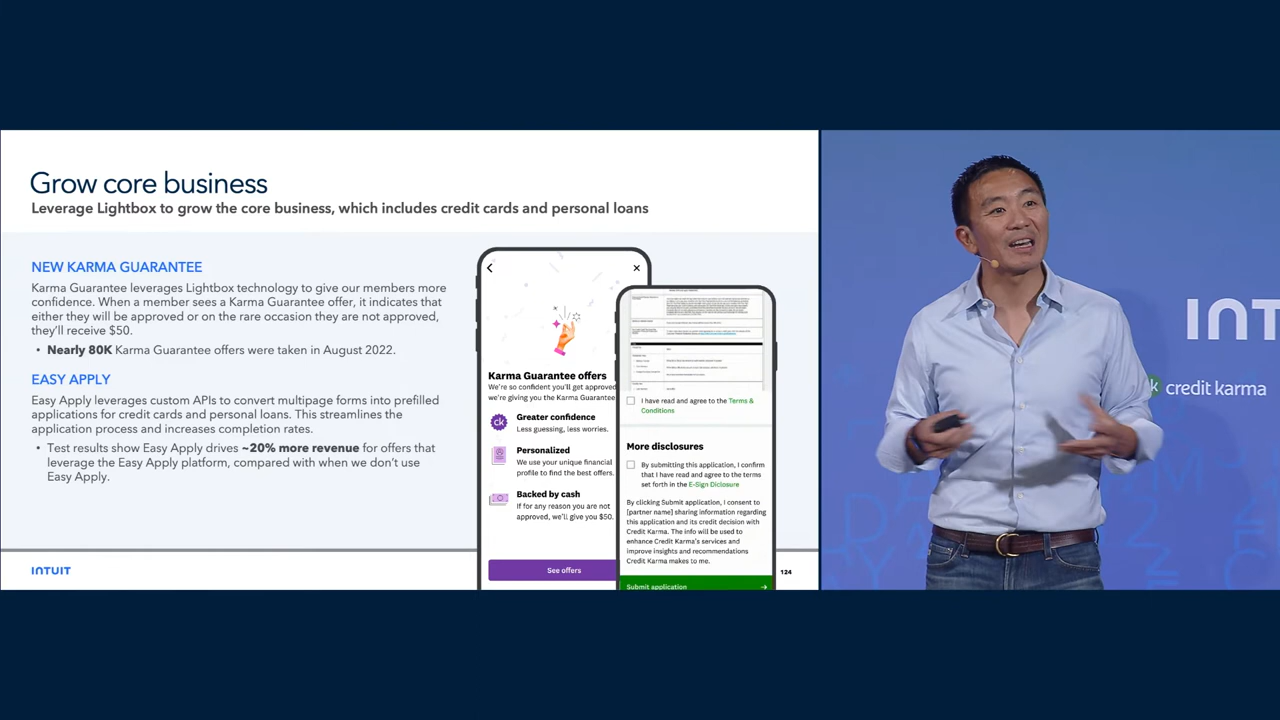 Grow core business
Leverage Lightbox to grow the core business, which includes credit cards and personal loans
NEW KARMA GUARANTEE
Karma Guarantee leverages Lightbox technology to give our members more
confidence. When a member sees a Karma Guarantee offer, it indicates that
either they will be approved or on the rare occasion they are not approved,
they'll receive $50.
• Nearly 80K Karma Guarantee offers were taken in August 2022.
EASY APPLY
Easy Apply leverages custom APIs to convert multipage forms into prefilled
applications for credit cards and personal loans. This streamlines the
application process and increases completion rates.
• Test results show Easy Apply drives ~20% more revenue for offers that
leverage the Easy Apply platform, compared with when we don't use
Easy Apply.
Karma Guarantee offers
We're so confident you'll get approved
we're giving you the Karma Guarantee
ck
Greater confidence
Less guessing, less worries.
Personalized
We use your unique financial
profile to find the best offers.
Backed by cash
If for any reason you are not
approved, we'll give you $50.
See offers
I have read and agree to the Terms &
Conditions
More disclosures
By submitting this application, I confirm
that I have read and agree to the terms
set forth in the E-Sign Diclosure
By clicking Submit application, I consent to
[partner name] sharing information regarding
this application and its credit decision with
Credit Karma. The info will be used to
enhance Credit Karma's services and
improve insights and recommendations
Credit Karma makes to me.
Submit application
INTUIT
124
INT
ck credit karma